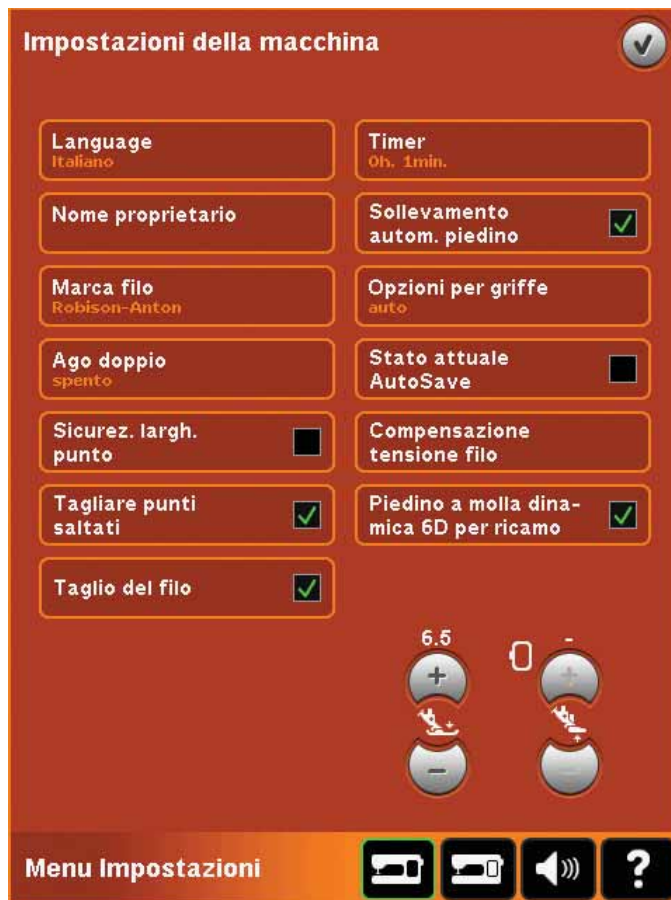 Impostazioni della macchina
Language
Italiano
Timer
0h. 1min.
Nome proprietario
Sollevamento
autom. piedino
Marca filo
Robison-Anton
Opzioni per griffe
auto
Ago doppio
spento
Stato attuale
AutoSave
Sicurez. largh.
punto
Compensazione
tensione filo
Tagliare punti
saltati
Piedino a molla dina-
mica 6D per ricamo
Taglio del filo
6.5
-
+
+
-
-
Menu Impostazioni
?